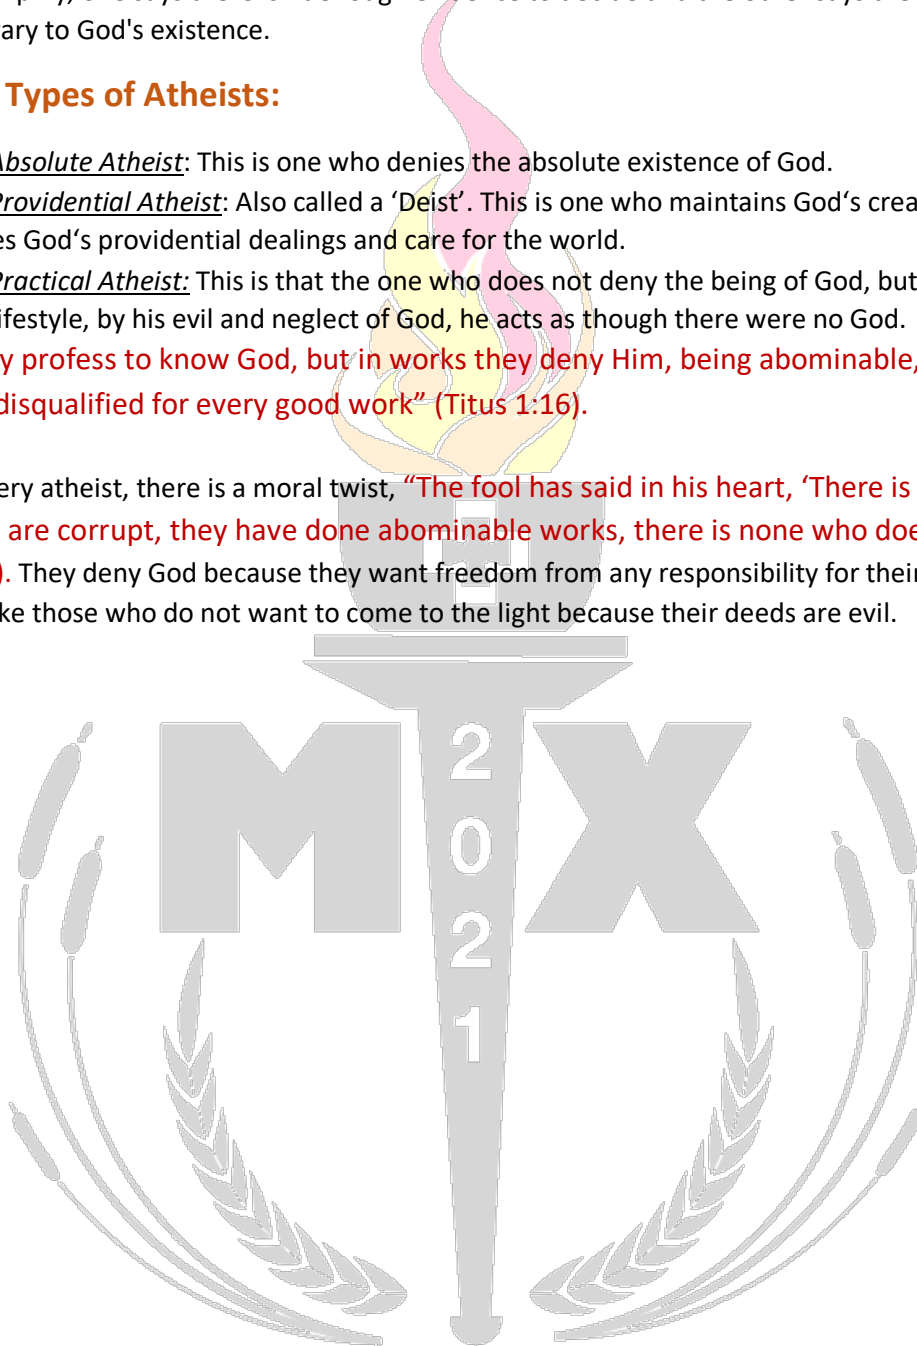 ary to God's existence.
Types of Atheists:
Absolute Atheist: This is one who denies the absolute existence of God.
Providential Atheist: Also called a ‘Deist’. This is one who maintains God‘s crea
es God‘s providential dealings and care for the world.
Practical Atheist: This is that the one who does not deny the being of God, but
ifestyle, by his evil and neglect of God, he acts as though there were no God.
y profess to know God, but in works they deny Him, being abominable,
disqualified for every good work” (Titus 1:16).
ery atheist, there is a moral twist, “The fool has said in his heart, ‘There is
are corrupt, they have done abominable works, there is none who doe
). They deny God because they want freedom from any responsibility for their
ke those who do not want to come to the light because their deeds are evil.
M X
2
0
2
1